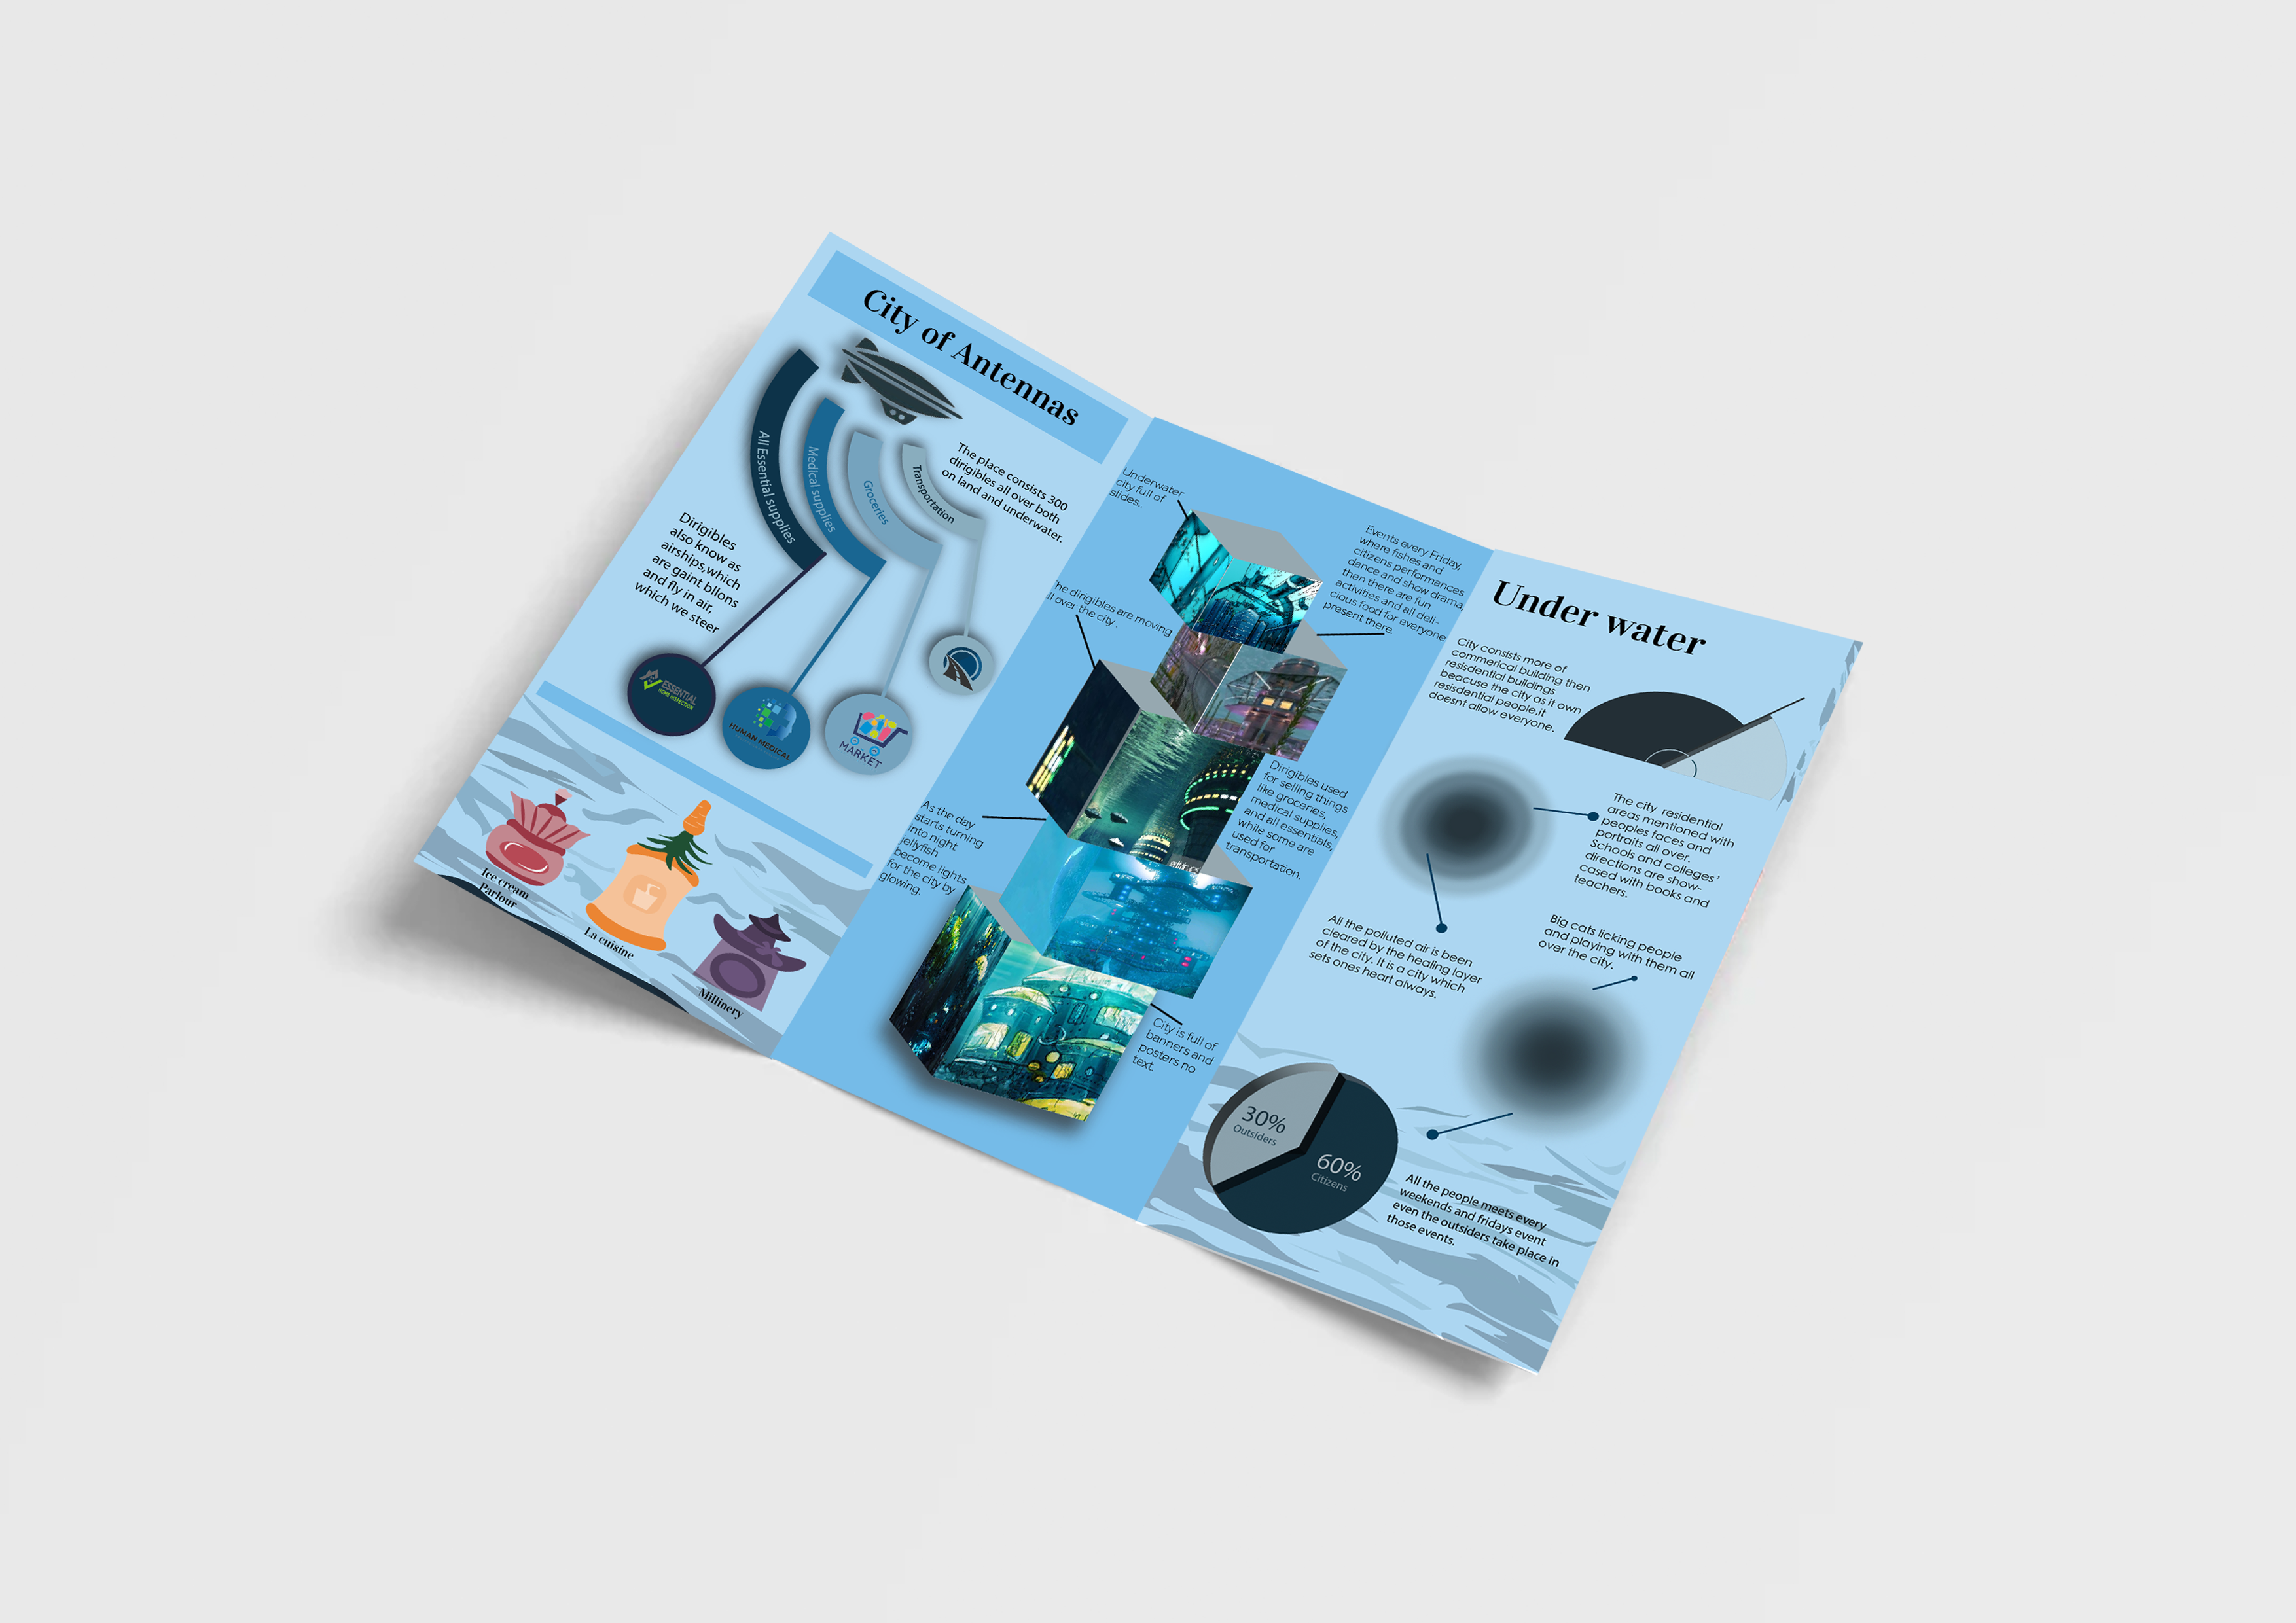 City of Antennas
All Essential supplies
Medical supplies
Groceries
Transportation
The place consists 300
dirigibles all over both
on land and underwater.
Dirigibles
also know as
airships,which
are gaint bllons
and fly in air,
which we steer
ESSENTIAL
HOME INSPECTION
HUMAN MEDICAL
MARKET
Ice cream
Parlour
La cuisine
Millinery
Underwater
city full of
slides..
Events every Friday,
where fishes and
citizens performances
dance and show drama,
then there are fun
activities and all deli-
cious food for everyone
present there.
he dirigibles are moving
ll over the city .
Dirigibles used
for selling things
like groceries,
medical supplies,
and all essentials,
while some are
used for
transportation.
As the day
starts turning
into night
jellyfish
become lights
for the city by
glowing.
City is full of
banners and
posters no
text.
Under water
City consists more of
commerical building then
resisdential buildings
beacuse the city as it own
resisdential people,it
doesnt allow everyone.
The city residential
areas mentioned with
peoples faces and
portraits all over.
Schools and colleges'
directions are show-
cased with books and
teachers.
All the polluted air is been
cleared by the healing layer
of the city. It is a city which
sets ones heart always.
Big cats licking people
and playing with them all
over the city.
30%
Outsiders
60%
Citizens
All the people meets every
weekends and fridays event
even the outsiders take place in
those events.